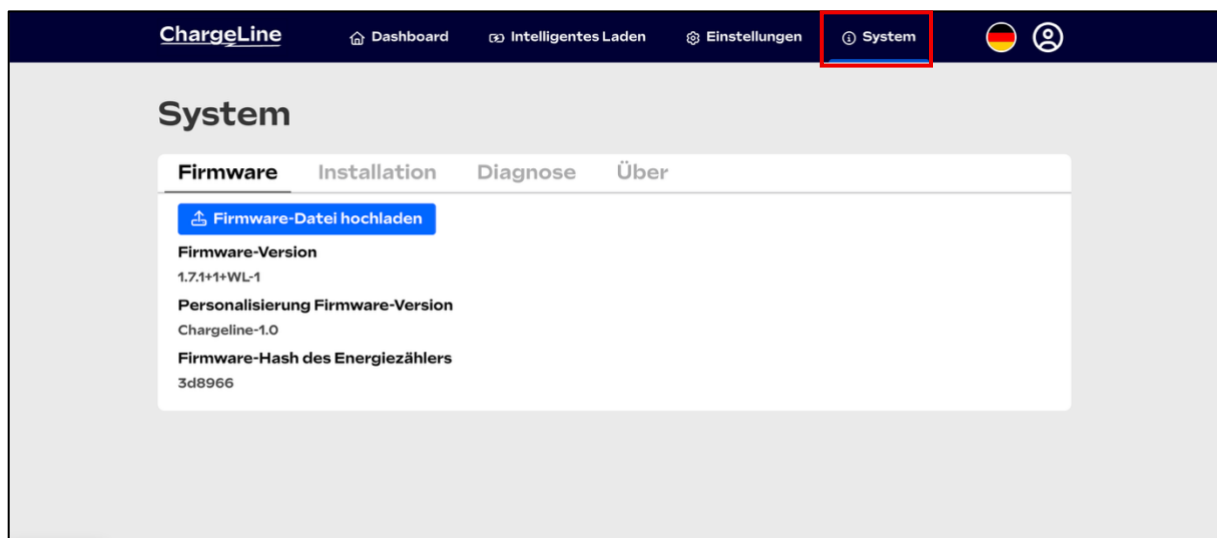 ChargeLine Dashboard Intelligentes Laden Einstellungen System
System
Firmware Installation Diagnose Über
Firmware-Datei hochladen
Firmware-Version
1.7.1+1+WL-1
Personalisierung Firmware-Version
Chargeline-1.0
Firmware-Hash des Energiezählers
3d8966